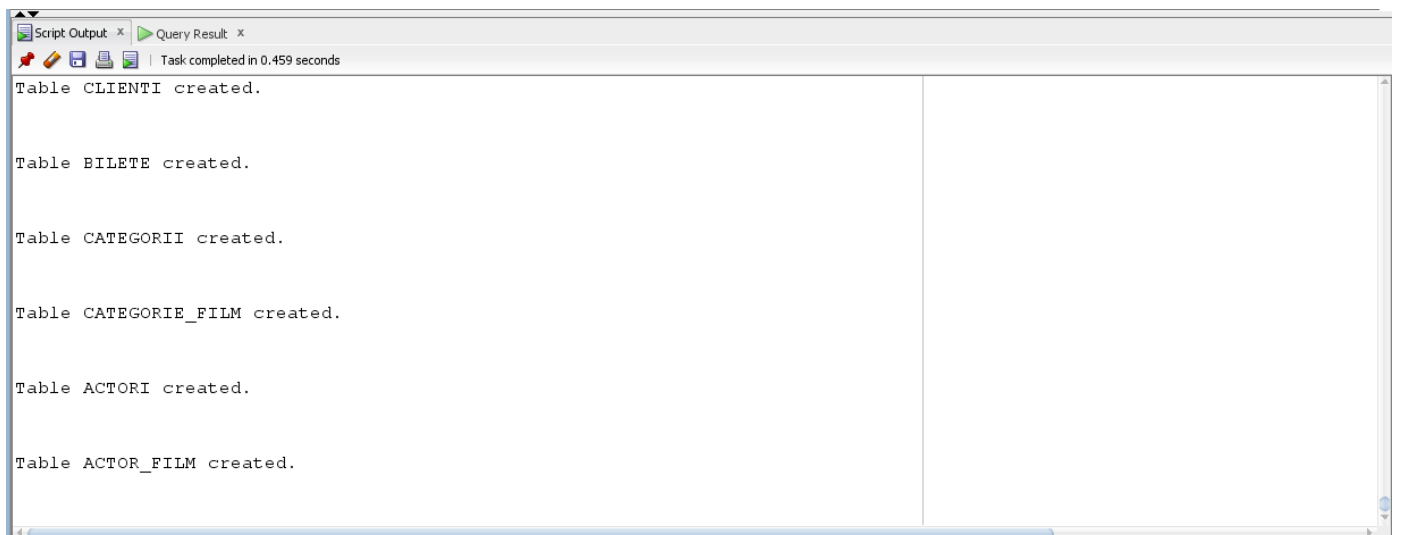 Script Output x Query Result x
Task completed in 0.459 seconds
Table CLIENTI created.
Table BILETE created.
Table CATEGORII created.
Table CATEGORIE_FILM created.
Table ACTORI created.
Table ACTOR_FILM created.